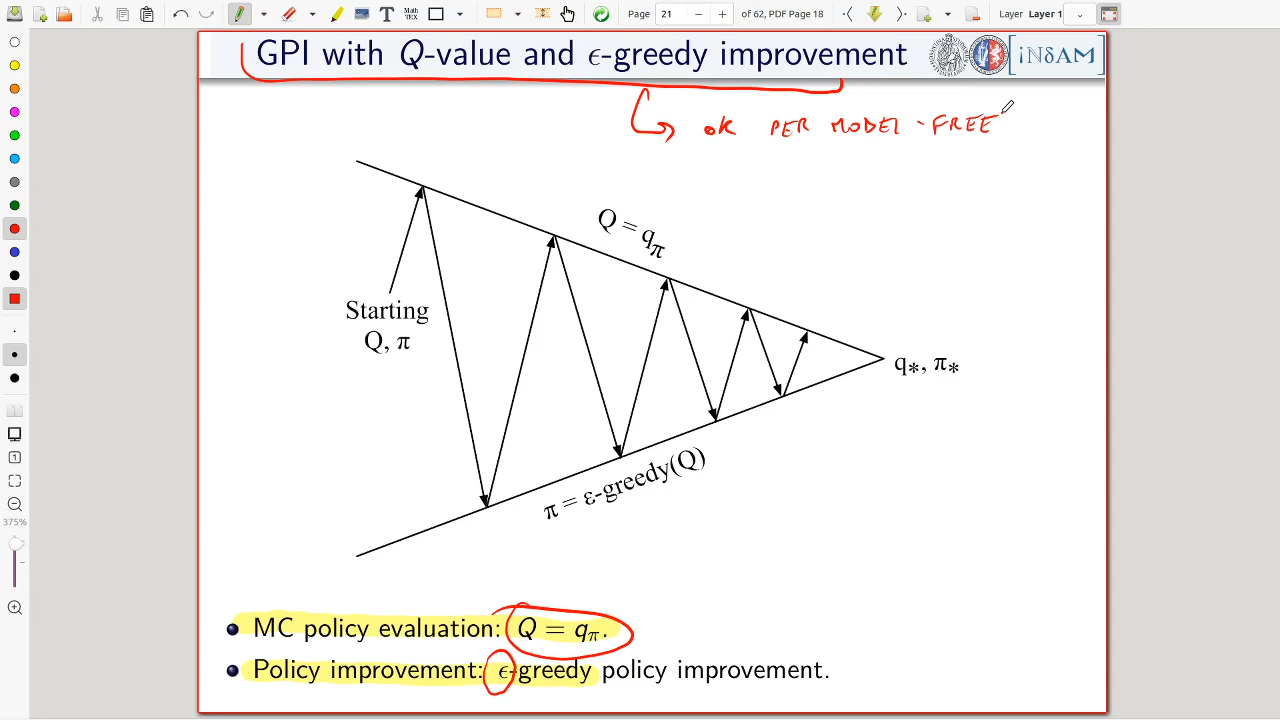 Page 21 of 62 PDF Page 18 Layer Layer 1
GPI with Q-value and ϵ-greedy improvement
[iNδAM]
OK PER MODEL-FREE
Q = qπ
Starting
Q, π
q*, π*
π = ε-greedy(Q)
MC policy evaluation: Q = qπ.
Policy improvement: ϵ-greedy policy improvement.
375%